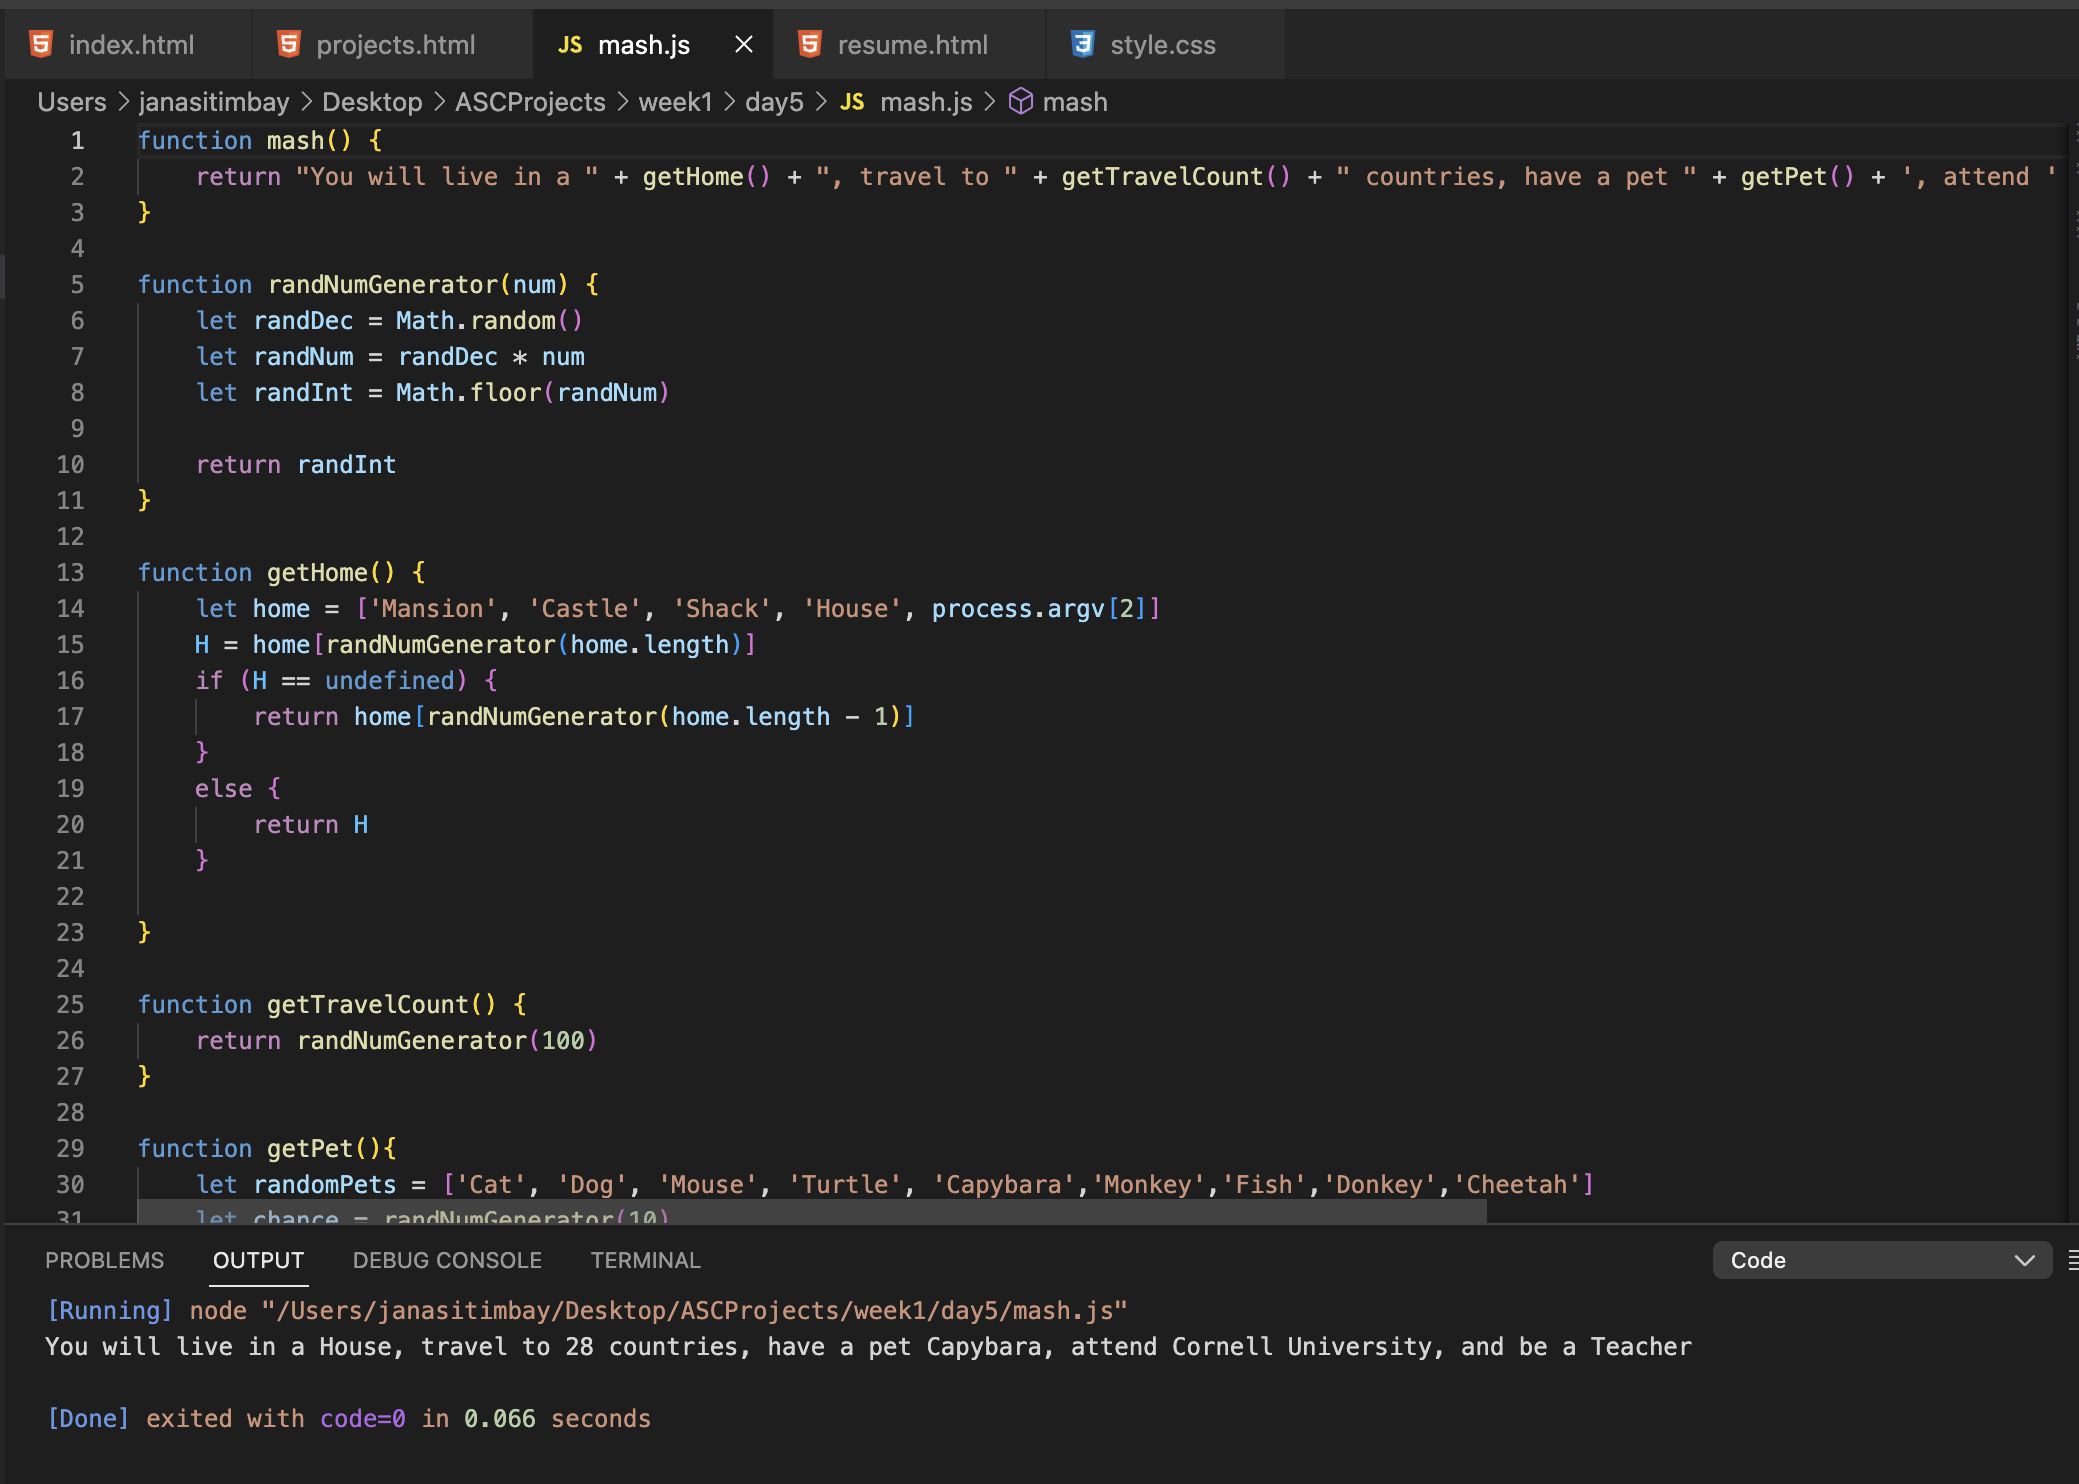 index.html projects.html JS mash.js resume.html style.css
Users > janasitimbay > Desktop > ASCProjects > week1 > day5 > JS mash.js > mash
1 function mash() {
2     return "You will live in a " + getHome() + ", travel to " + getTravelCount() + " countries, have a pet " + getPet() + ', attend '
3 }
4
5 function randNumGenerator(num) {
6     let randDec = Math.random()
7     let randNum = randDec * num
8     let randInt = Math.floor(randNum)
9
10     return randInt
11 }
12
13 function getHome() {
14     let home = ['Mansion', 'Castle', 'Shack', 'House', process.argv[2]]
15     H = home[randNumGenerator(home.length)]
16     if (H == undefined) {
17         return home[randNumGenerator(home.length - 1)]
18     }
19     else {
20         return H
21     }
22
23 }
24
25 function getTravelCount() {
26     return randNumGenerator(100)
27 }
28
29 function getPet(){
30     let randomPets = ['Cat', 'Dog', 'Mouse', 'Turtle', 'Capybara','Monkey','Fish','Donkey','Cheetah']
31     let chance = randNumGenerator(10)
PROBLEMS OUTPUT DEBUG CONSOLE TERMINAL Code
[Running] node "/Users/janasitimbay/Desktop/ASCProjects/week1/day5/mash.js"
You will live in a House, travel to 28 countries, have a pet Capybara, attend Cornell University, and be a Teacher
[Done] exited with code=0 in 0.066 seconds